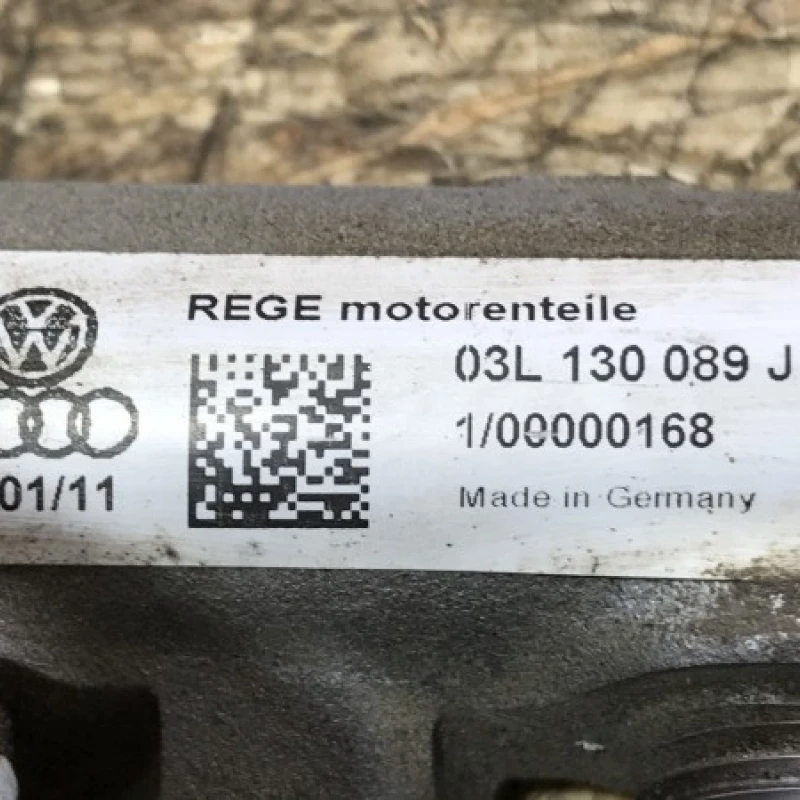 REGE motorenteile
03L 130 089 J
1/00000168
Made in Germany
01/11